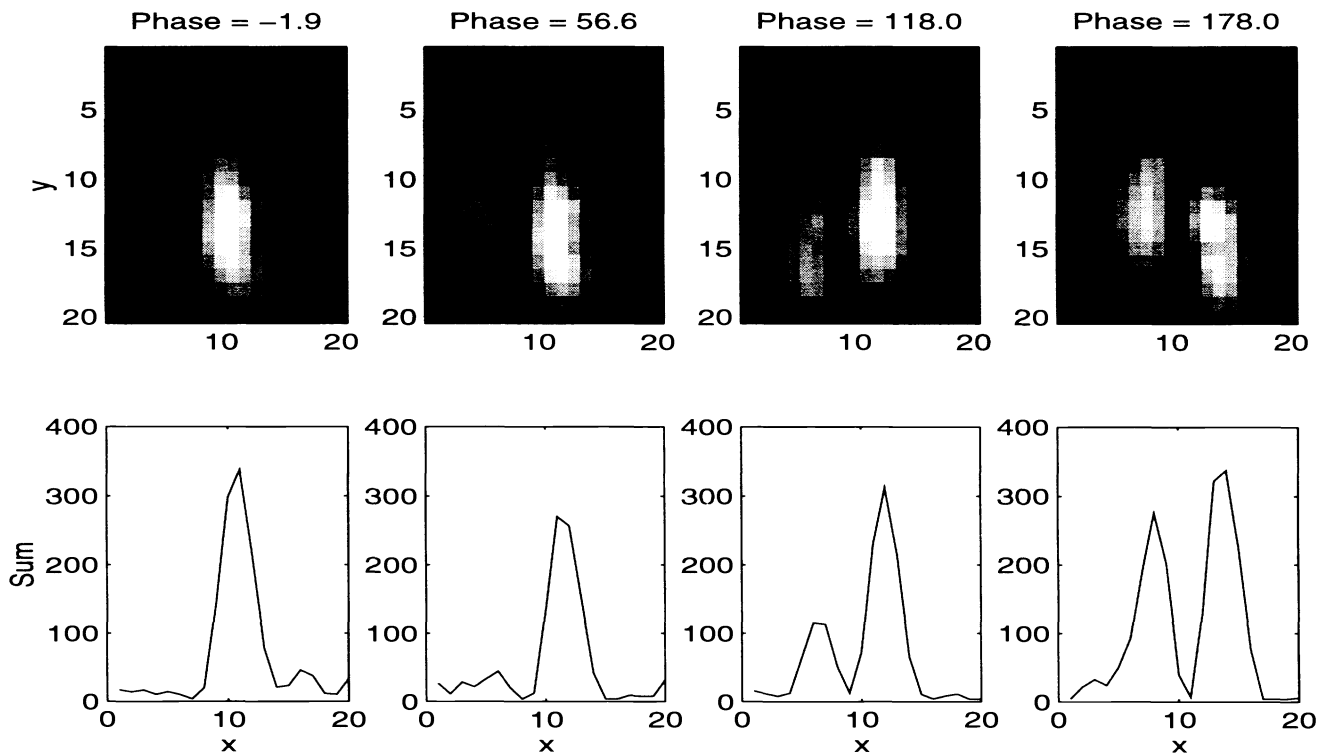 Phase = −1.9 Phase = 56.6 Phase = 118.0 Phase = 178.0
5 5 5 5
y 10 10 10 10
15 15 15 15
20 20 20 20
10 20 10 20 10 20 10 20
400 400 400 400
300 300 300 300
Sum 200 200 200 200
100 100 100 100
0 0 0 0
0 10 20 0 10 20 0 10 20 0 10 20
x x x x